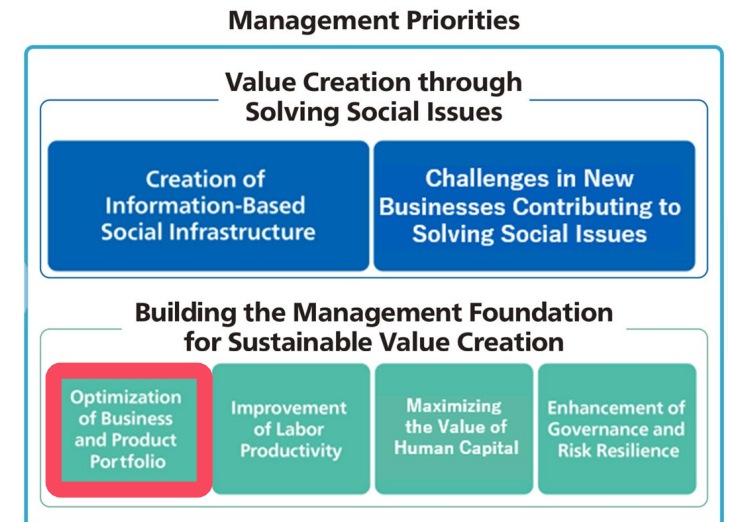 Management Priorities
Value Creation through
Solving Social Issues
Creation of
Information-Based
Social Infrastructure
Challenges in New
Businesses Contributing to
Solving Social Issues
Building the Management Foundation
for Sustainable Value Creation
Optimization
of Business
and Product
Portfolio
Improvement
of Labor
Productivity
Maximizing
the Value of
Human Capital
Enhancement of
Governance and
Risk Resilience